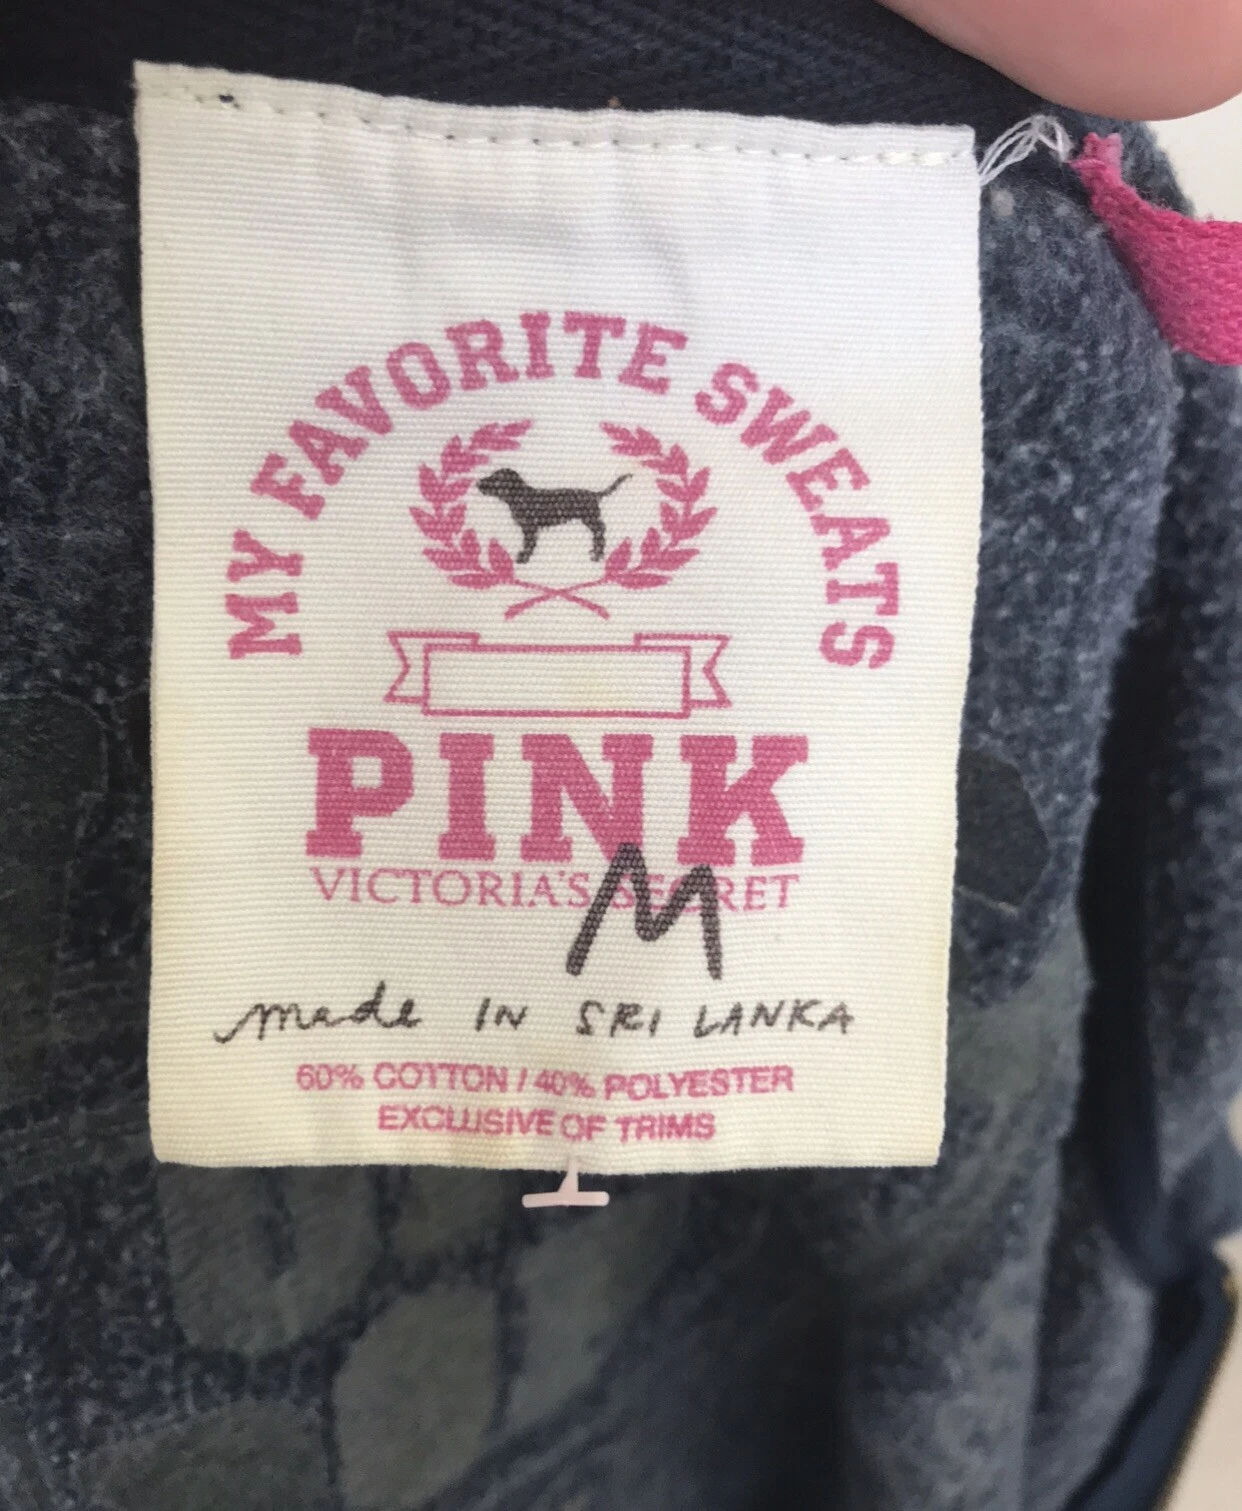 MY FAVORITE SWEATS
PINK
VICTORIA'S SECRET
M
made IN SRI LANKA
60% COTTON / 40% POLYESTER
EXCLUSIVE OF TRIMS